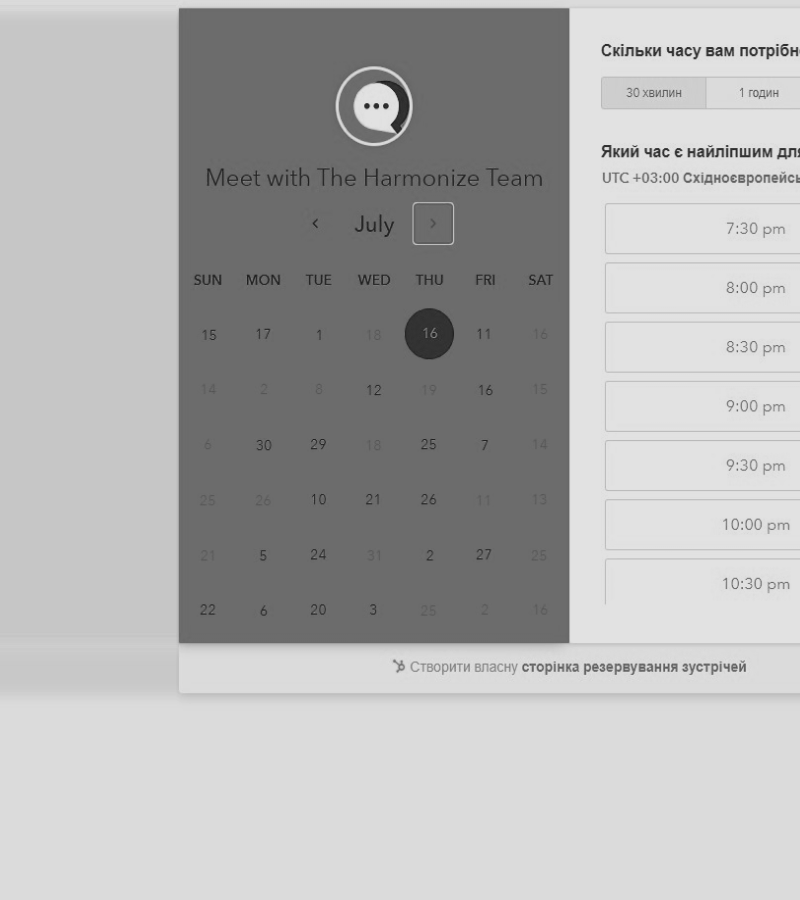 Meet with The Harmonize Team
July
SUN MON TUE WED THU FRI SAT
15 17 1 18 16 11 16
14 2 8 12 19 16 15
6 30 29 18 25 7 14
25 26 10 21 26 11 13
21 5 24 31 2 27 25
22 6 20 3 25 2 16
Скільки часу вам потрібн
30 хвилин 1 годин
Який час є найліпшим для
UTC +03:00 Східноєвропейсь
7:30 pm
8:00 pm
8:30 pm
9:00 pm
9:30 pm
10:00 pm
10:30 pm
Створити власну сторінка резервування зустрічей